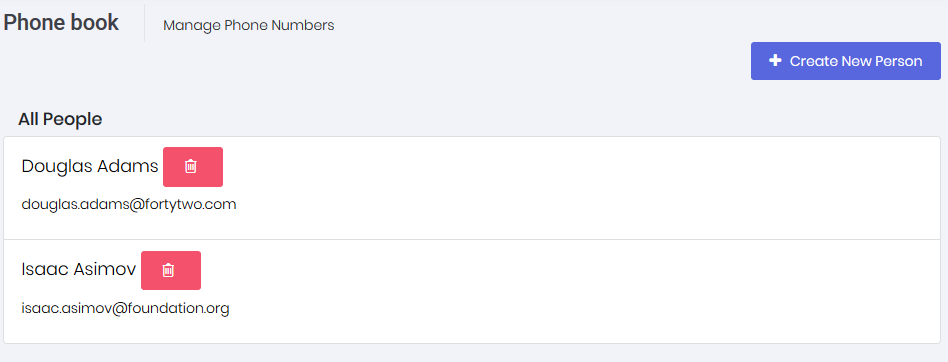 Phone book
Manage Phone Numbers
Create New Person
All People
Douglas Adams
douglas.adams@fortytwo.com
Isaac Asimov
isaac.asimov@foundation.org